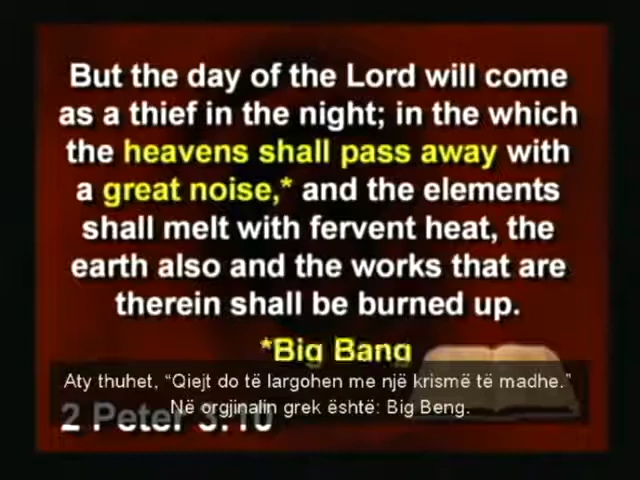 But the day of the Lord will come
as a thief in the night; in the which
the heavens shall pass away with
a great noise,* and the elements
shall melt with fervent heat, the
earth also and the works that are
therein shall be burned up.
*Big Bang
Aty thuhet, “Qiejt do të largohen me një krismë të madhe.”
Në orgjinalin grek është: Big Beng.
2 Peter 3:10